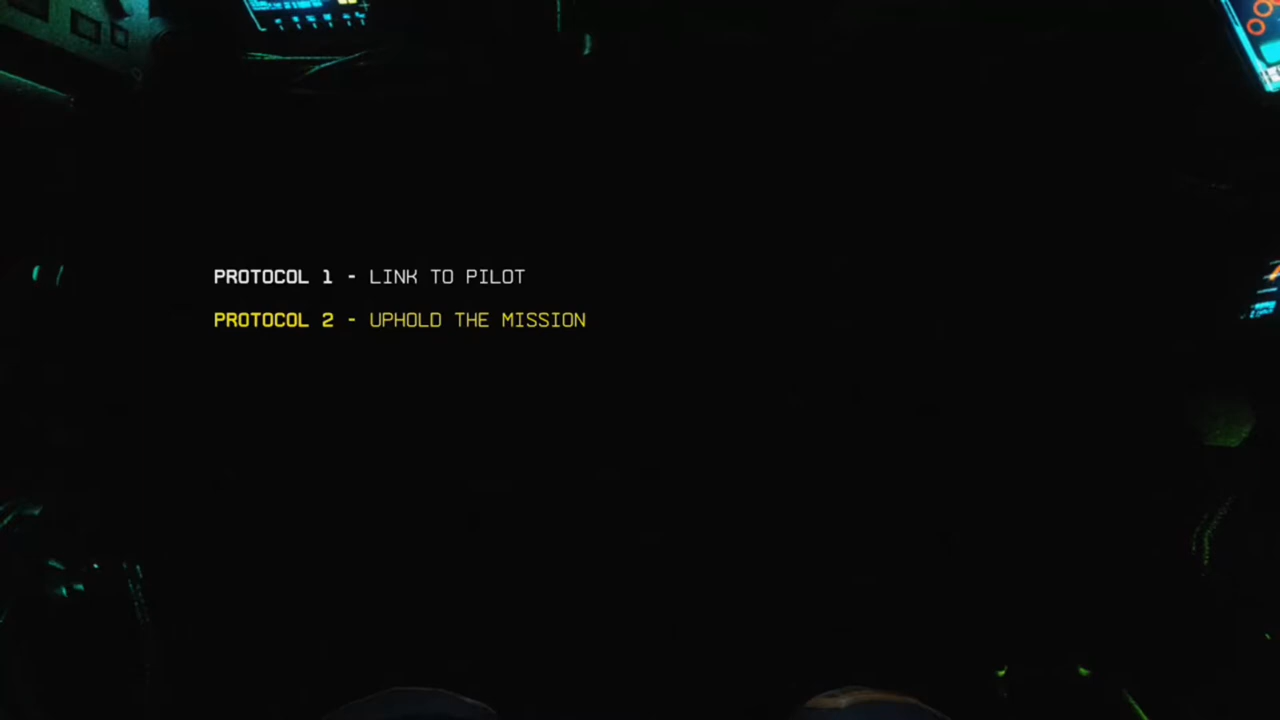 PROTOCOL 1 - LINK TO PILOT
PROTOCOL 2 - UPHOLD THE MISSION